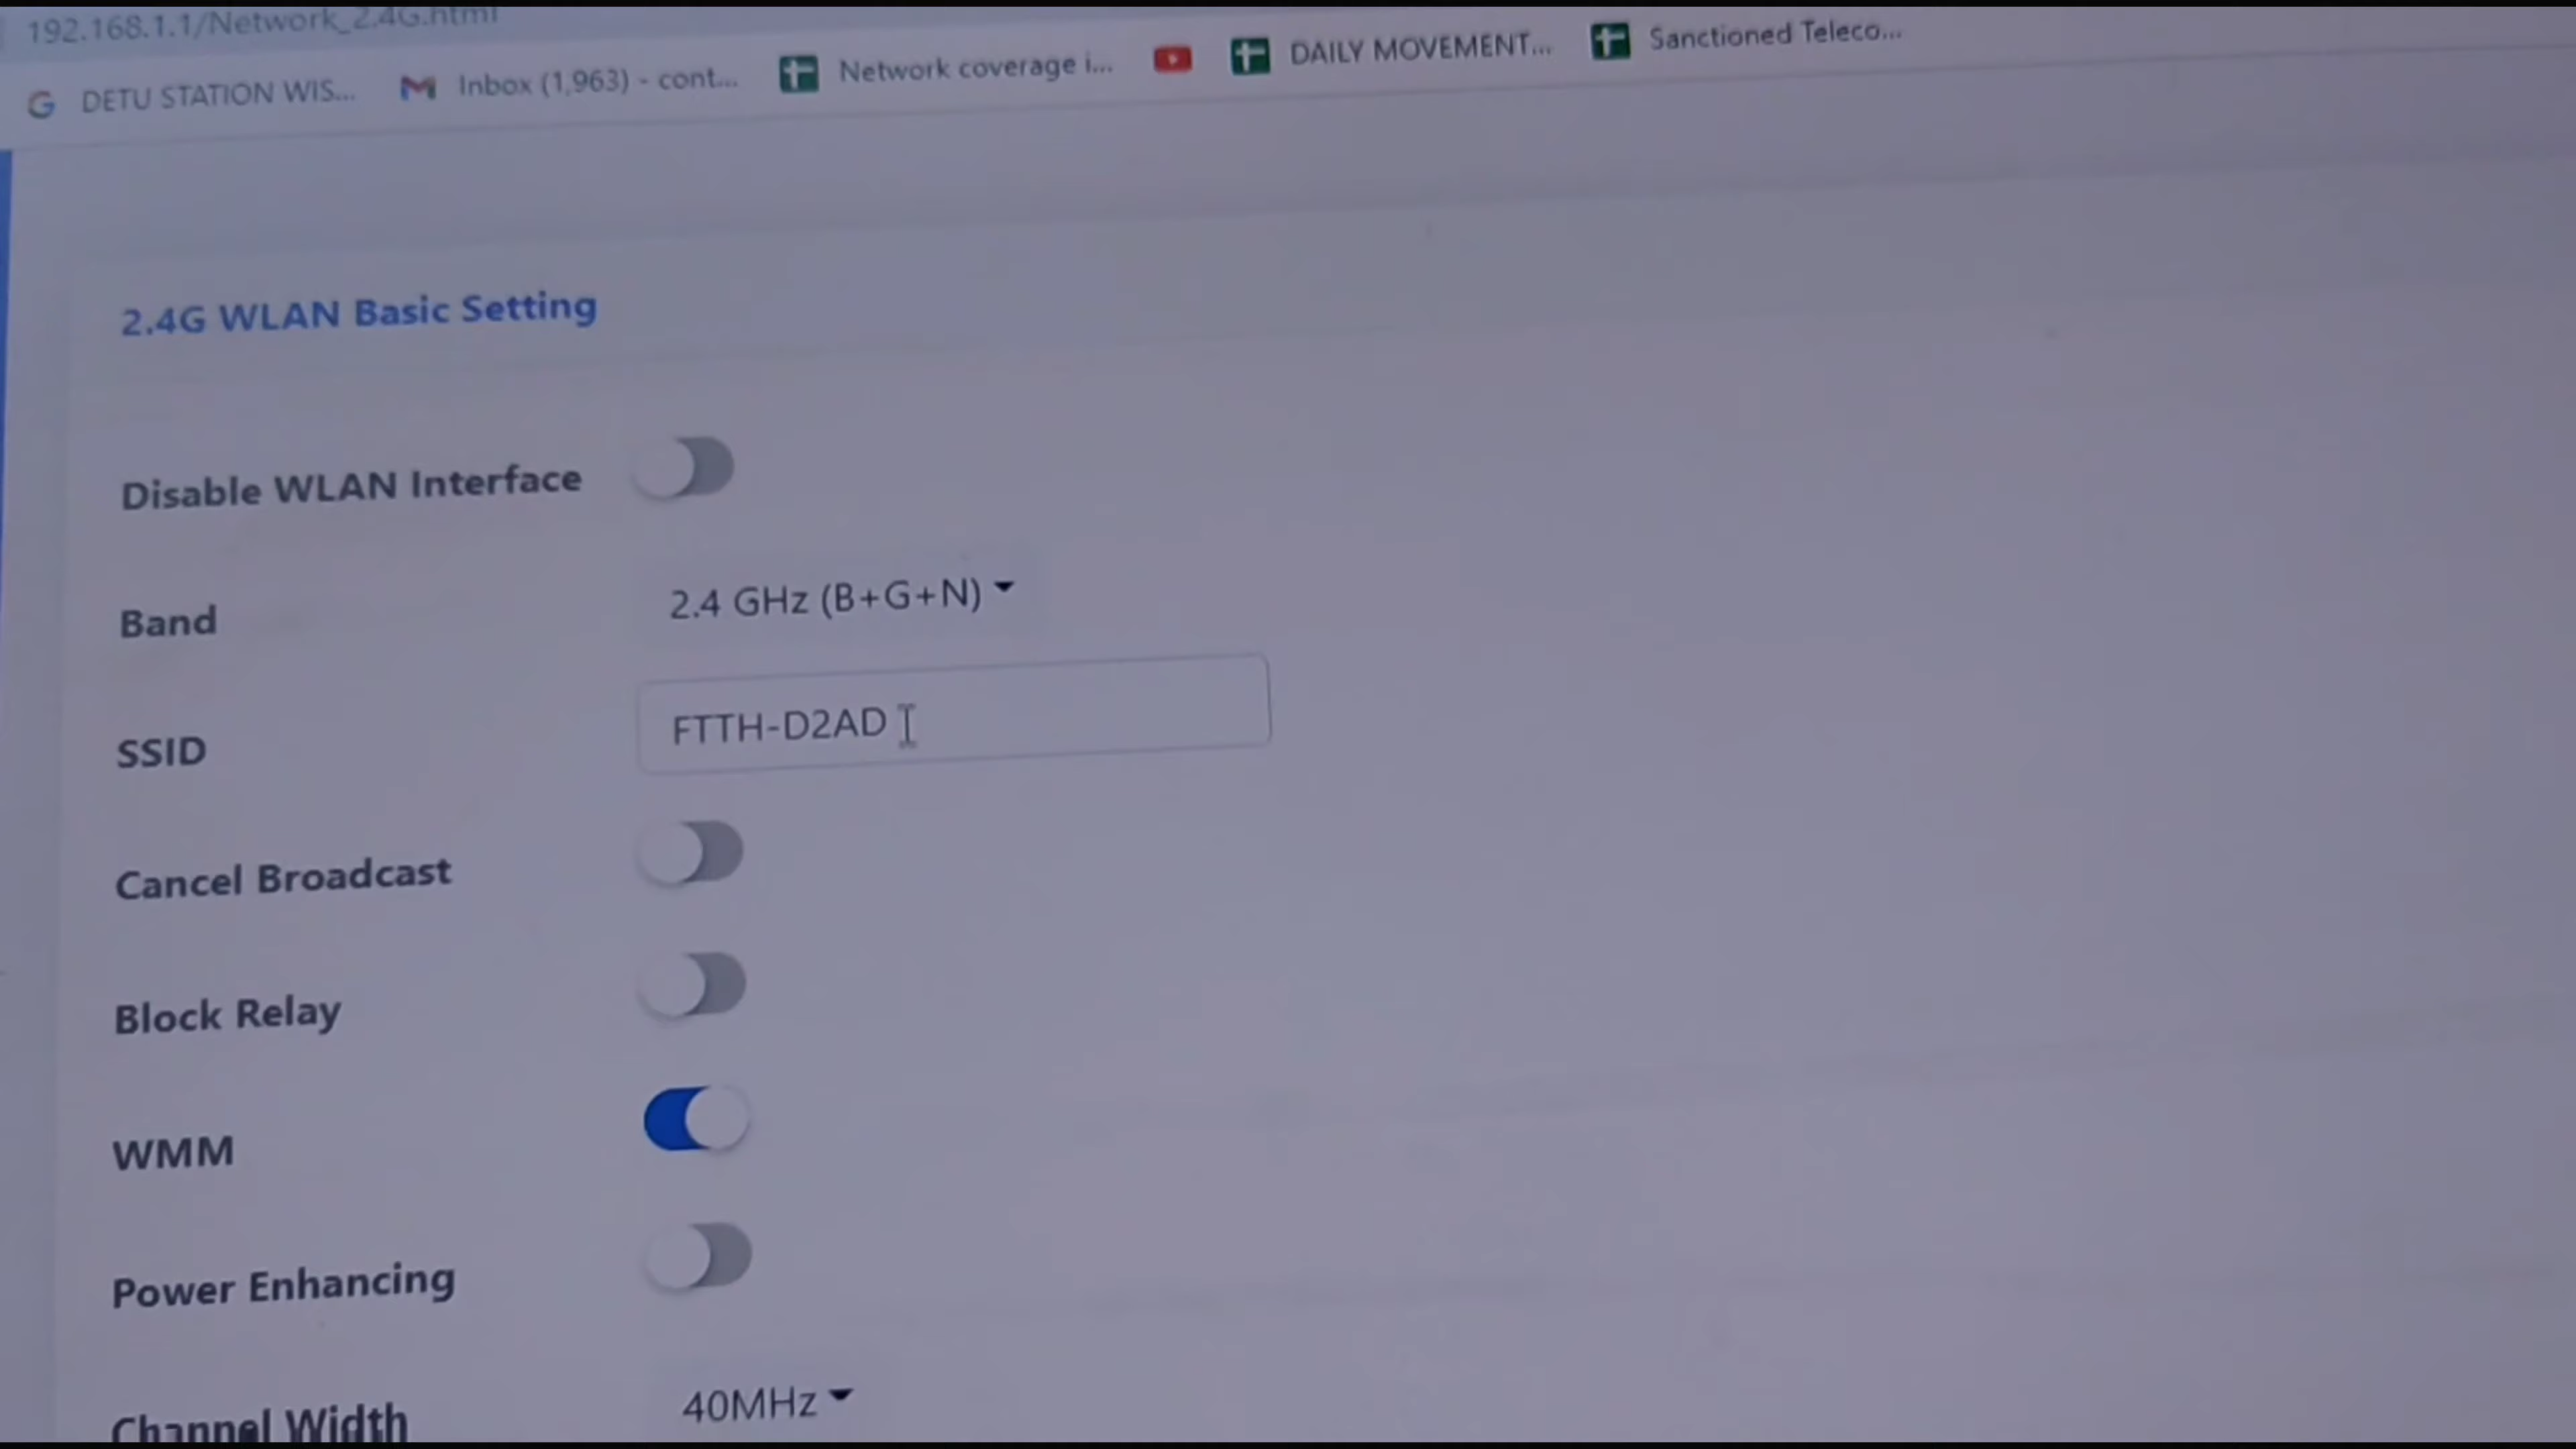 192.168.1.1/Network_2.4G.html
DETU STATION WIS... Inbox (1,963) - cont... Network coverage i... DAILY MOVEMENT... Sanctioned Teleco...
2.4G WLAN Basic Setting
Disable WLAN Interface
Band 2.4 GHz (B+G+N)
SSID FTTH-D2AD
Cancel Broadcast
Block Relay
WMM
Power Enhancing
Channel Width 40MHz